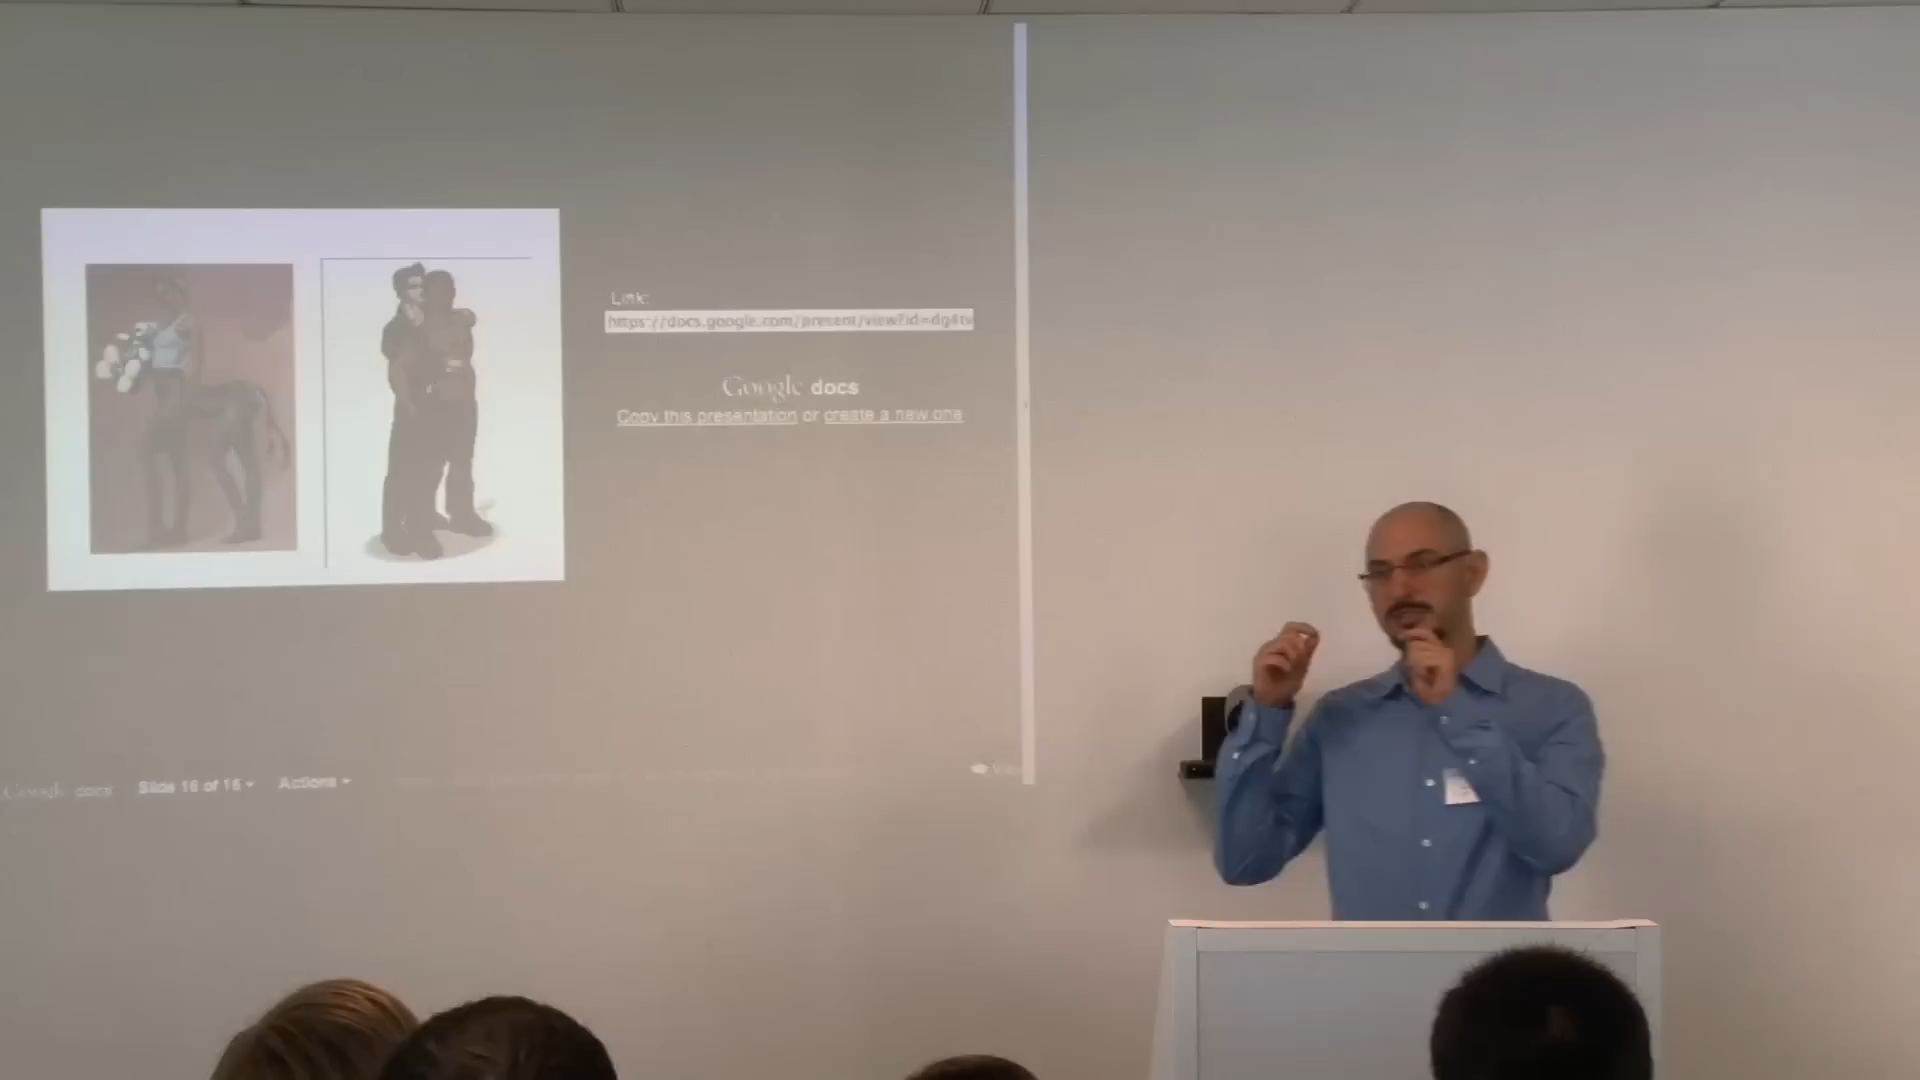 Link:
https://docs.google.com/present/view?id=dg4tv
Google docs
Copy this presentation or create a new one
Google docs Slide 16 of 16 Actions